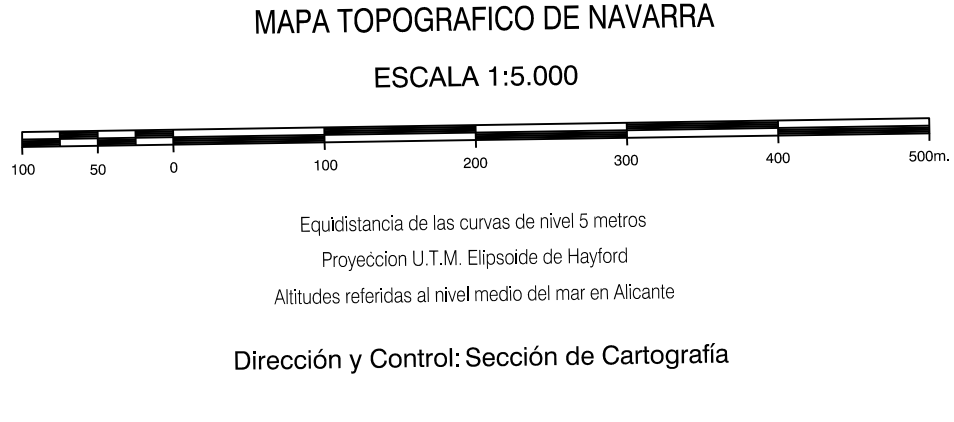 MAPA TOPOGRAFICO DE NAVARRA
ESCALA 1:5.000
100 50 0 100 200 300 400 500m.
Equidistancia de las curvas de nivel 5 metros
Proyección U.T.M. Elipsoide de Hayford
Altitudes referidas al nivel medio del mar en Alicante
Dirección y Control: Sección de Cartografía